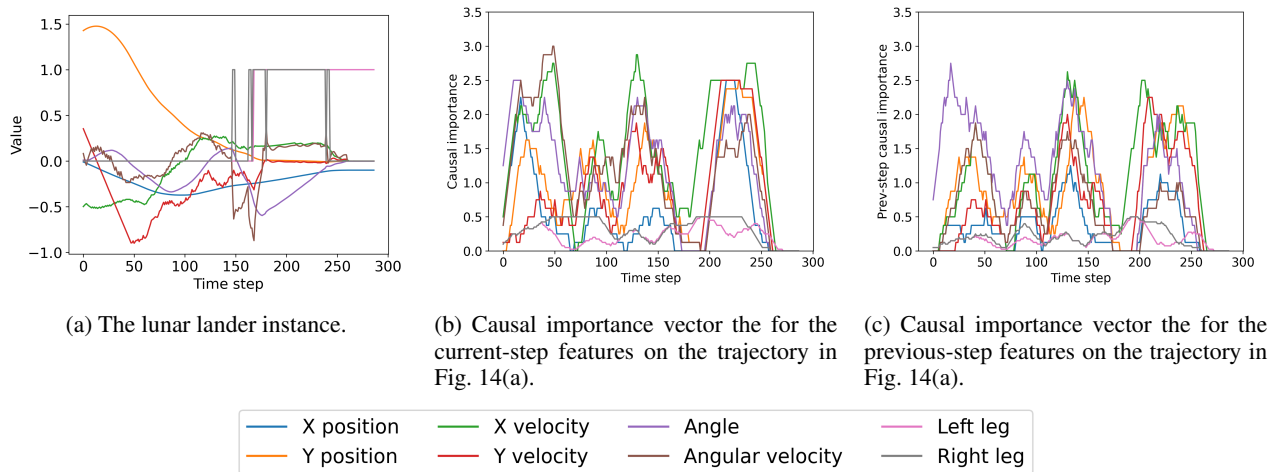 1.5
1.0
0.5
0.0
−0.5
−1.0
Value
0 50 100 150 200 250 300
Time step
3.5
3.0
2.5
2.0
1.5
1.0
0.5
0.0
Causal importance
0 50 100 150 200 250 300
Time step
3.5
3.0
2.5
2.0
1.5
1.0
0.5
0.0
Prev-step causal importance
0 50 100 150 200 250 300
Time step
(a) The lunar lander instance.
(b) Causal importance vector the for the
current-step features on the trajectory in
Fig. 14(a).
(c) Causal importance vector the for the
previous-step features on the trajectory in
Fig. 14(a).
X position X velocity Angle Left leg
Y position Y velocity Angular velocity Right leg